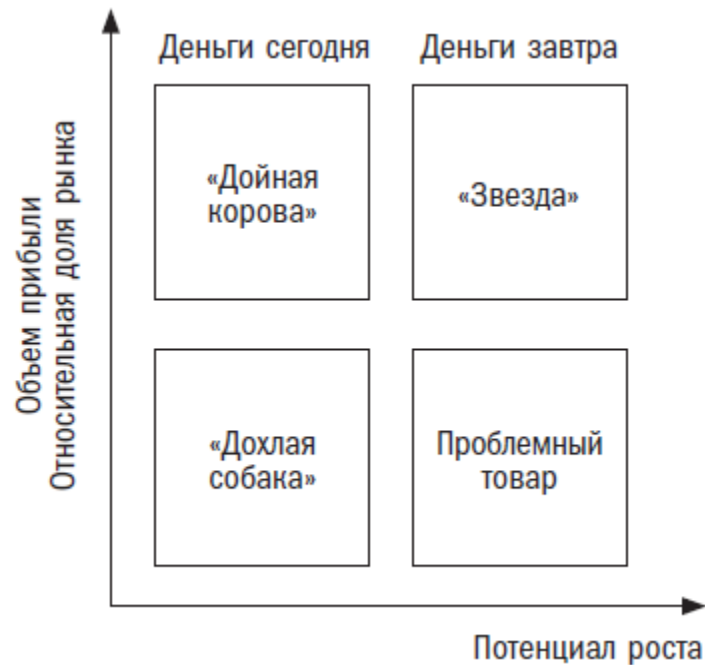 Деньги сегодня
Деньги завтра
Объем прибыли
Относительная доля рынка
«Дойная
корова»
«Звезда»
«Дохлая
собака»
Проблемный
товар
Потенциал роста